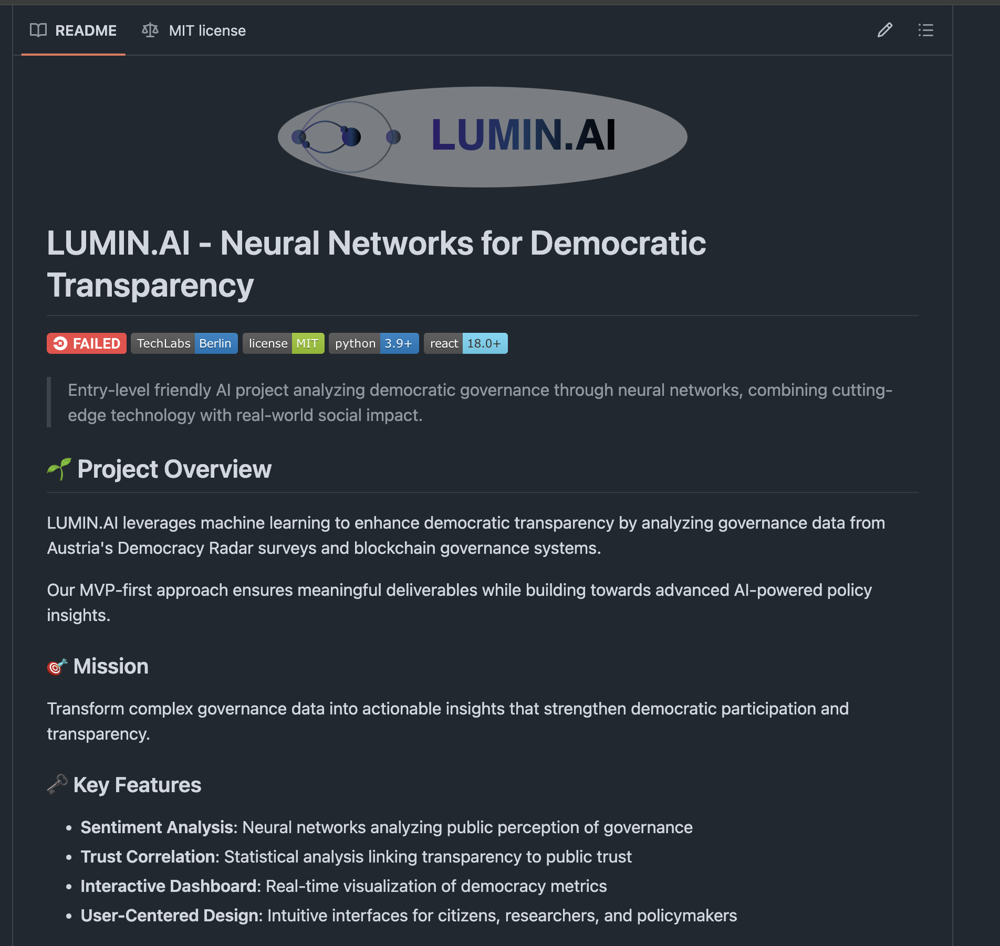 README
MIT license
LUMIN.AI
LUMIN.AI - Neural Networks for Democratic
Transparency
FAILED
TechLabs Berlin
license MIT
python 3.9+
react 18.0+
Entry-level friendly AI project analyzing democratic governance through neural networks, combining cutting-
edge technology with real-world social impact.
🌱 Project Overview
LUMIN.AI leverages machine learning to enhance democratic transparency by analyzing governance data from
Austria's Democracy Radar surveys and blockchain governance systems.
Our MVP-first approach ensures meaningful deliverables while building towards advanced AI-powered policy
insights.
🎯 Mission
Transform complex governance data into actionable insights that strengthen democratic participation and
transparency.
🗝️ Key Features
• Sentiment Analysis: Neural networks analyzing public perception of governance
• Trust Correlation: Statistical analysis linking transparency to public trust
• Interactive Dashboard: Real-time visualization of democracy metrics
• User-Centered Design: Intuitive interfaces for citizens, researchers, and policymakers